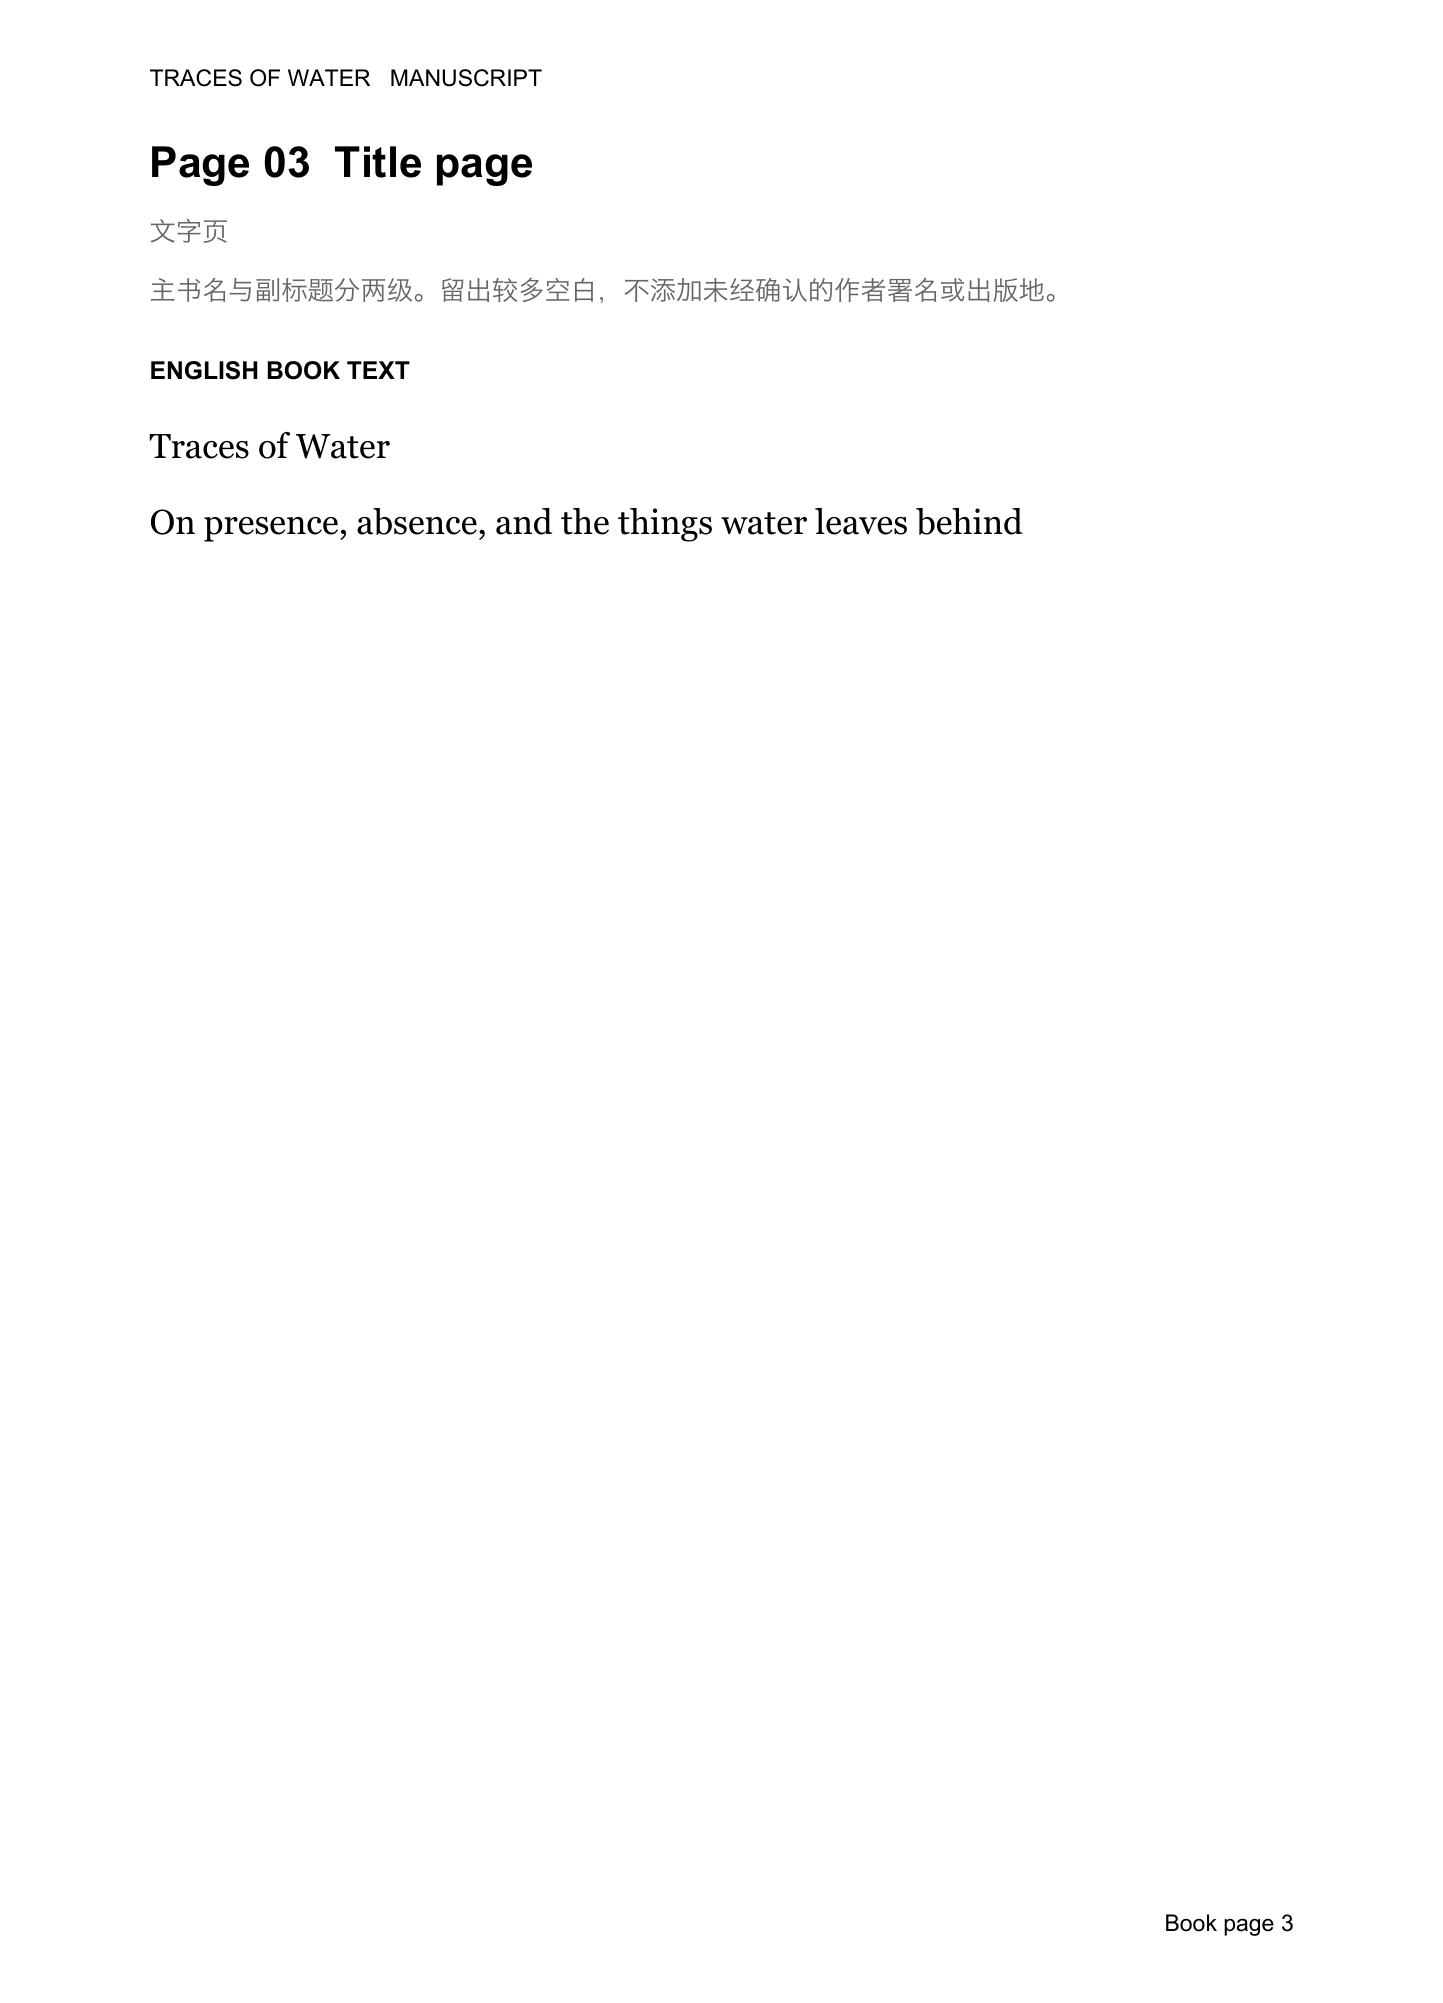 TRACES OF WATER   MANUSCRIPT
Page 03  Title page
文字页
主书名与副标题分两级。留出较多空白，不添加未经确认的作者署名或出版地。
ENGLISH BOOK TEXT
Traces of Water
On presence, absence, and the things water leaves behind
Book page 3